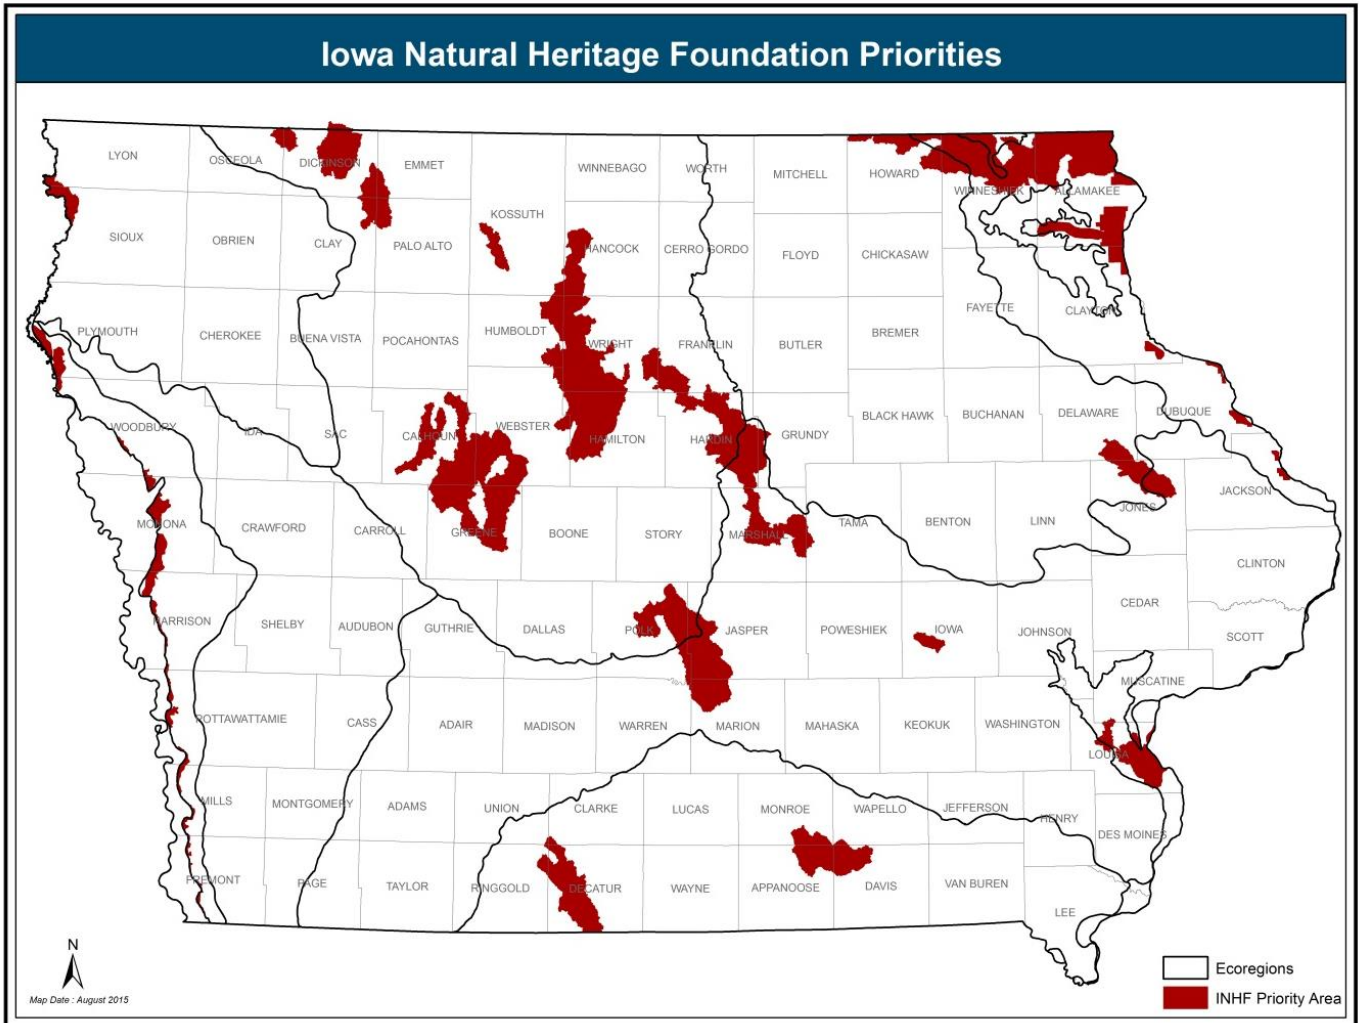 Iowa Natural Heritage Foundation Priorities
LYON
OSCEOLA
DICKINSON
EMMET
WINNEBAGO
WORTH
MITCHELL
HOWARD
WINNESHIEK
ALLAMAKEE
KOSSUTH
SIOUX
OBRIEN
CLAY
PALO ALTO
HANCOCK
CERRO GORDO
FLOYD
CHICKASAW
FAYETTE
CLAYTON
PLYMOUTH
CHEROKEE
BUENA VISTA
POCAHONTAS
HUMBOLDT
WRIGHT
FRANKLIN
BUTLER
BREMER
WOODBURY
IDA
SAC
CALHOUN
WEBSTER
HAMILTON
HARDIN
GRUNDY
BLACK HAWK
BUCHANAN
DELAWARE
DUBUQUE
MONONA
CRAWFORD
CARROLL
GREENE
BOONE
STORY
MARSHALL
TAMA
BENTON
LINN
JONES
JACKSON
CLINTON
HARRISON
SHELBY
AUDUBON
GUTHRIE
DALLAS
POLK
JASPER
POWESHIEK
IOWA
JOHNSON
CEDAR
SCOTT
MUSCATINE
POTTAWATTAMIE
CASS
ADAIR
MADISON
WARREN
MARION
MAHASKA
KEOKUK
WASHINGTON
LOUISA
MILLS
MONTGOMERY
ADAMS
UNION
CLARKE
LUCAS
MONROE
WAPELLO
JEFFERSON
HENRY
DES MOINES
FREMONT
PAGE
TAYLOR
RINGGOLD
DECATUR
WAYNE
APPANOOSE
DAVIS
VAN BUREN
LEE
N
Map Date : August 2015
Ecoregions
INHF Priority Area